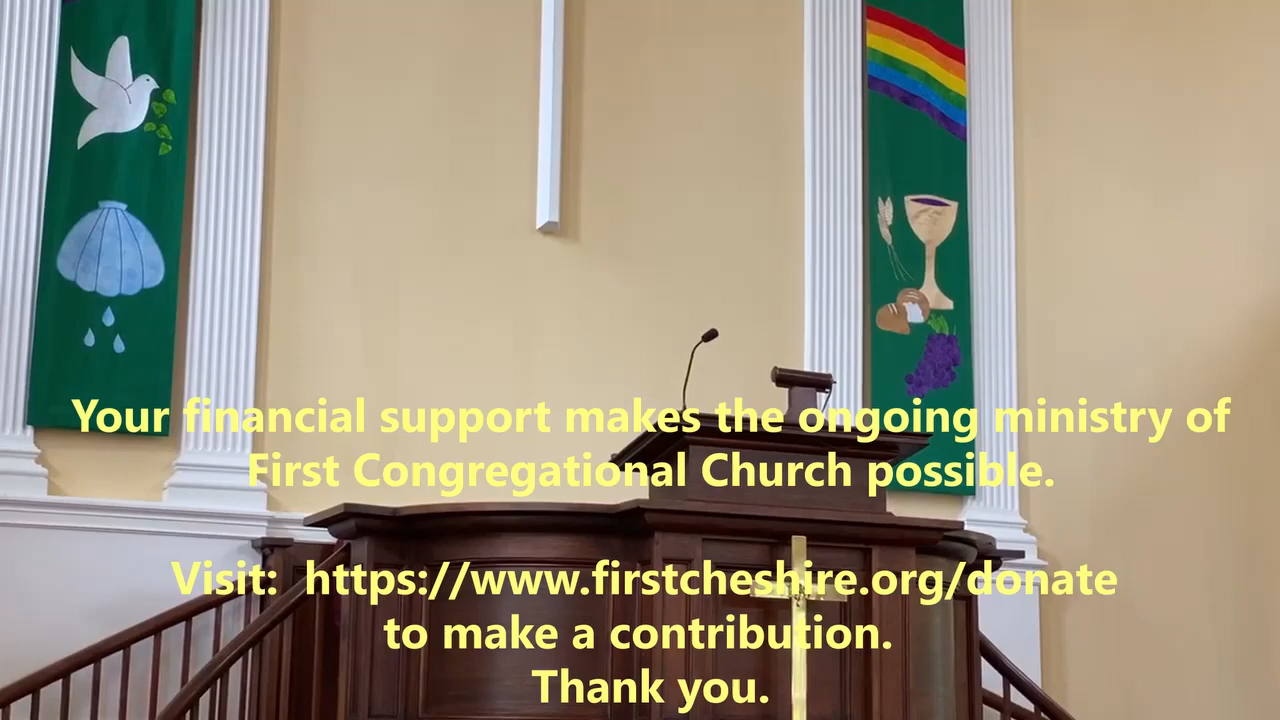 Your financial support makes the ongoing ministry of
First Congregational Church possible.
Visit: https://www.firstcheshire.org/donate
to make a contribution.
Thank you.